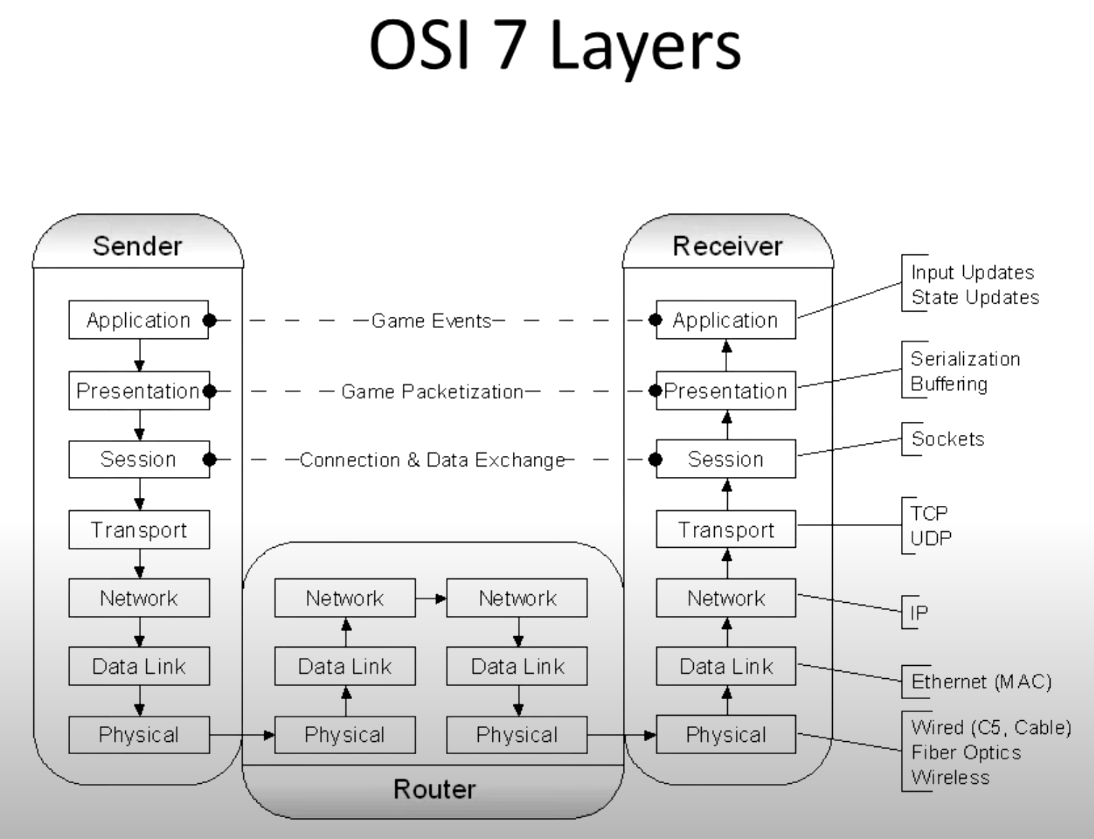 OSI 7 Layers
Sender
Receiver
Application
Game Events
Application
Input Updates
State Updates
Presentation
Game Packetization
Presentation
Serialization
Buffering
Session
Connection & Data Exchange
Session
Sockets
Transport
Transport
TCP
UDP
Network
Network
Network
Network
IP
Data Link
Data Link
Data Link
Data Link
Ethernet (MAC)
Physical
Physical
Physical
Physical
Wired (C5, Cable)
Fiber Optics
Wireless
Router